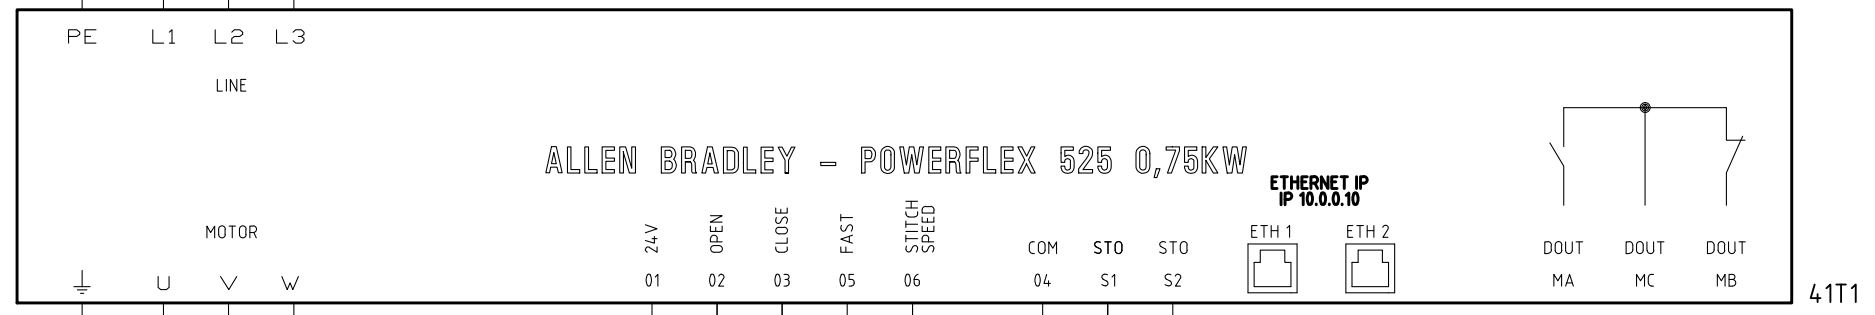 PE L1 L2 L3
LINE
ALLEN BRADLEY - POWERFLEX 525 0,75KW
ETHERNET IP
IP 10.0.0.10
MOTOR
24V OPEN CLOSE FAST STITCH SPEED
COM STO STO
ETH 1 ETH 2
DOUT DOUT DOUT
U V W
01 02 03 05 06 04 S1 S2
MA MC MB
41T1